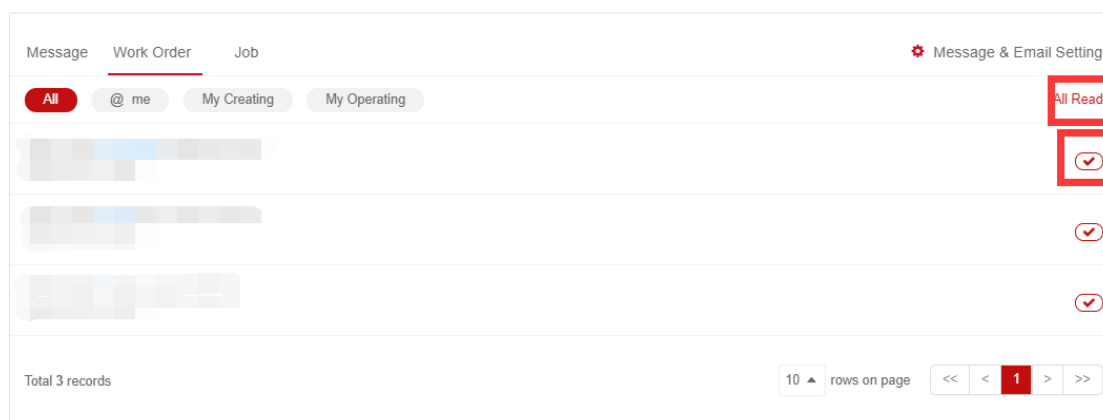 Message Work Order Job Message & Email Setting
All @ me My Creating My Operating All Read
Total 3 records 10 rows on page << < 1 > >>